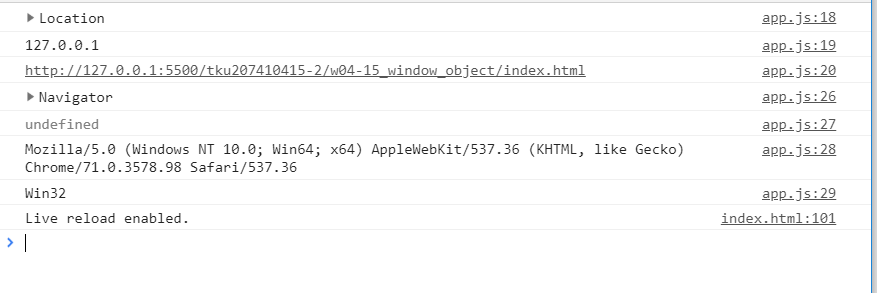 Location app.js:18
127.0.0.1 app.js:19
http://127.0.0.1:5500/tku207410415-2/w04-15_window_object/index.html app.js:20
Navigator app.js:26
undefined app.js:27
Mozilla/5.0 (Windows NT 10.0; Win64; x64) AppleWebKit/537.36 (KHTML, like Gecko) app.js:28
Chrome/71.0.3578.98 Safari/537.36
Win32 app.js:29
Live reload enabled. index.html:101